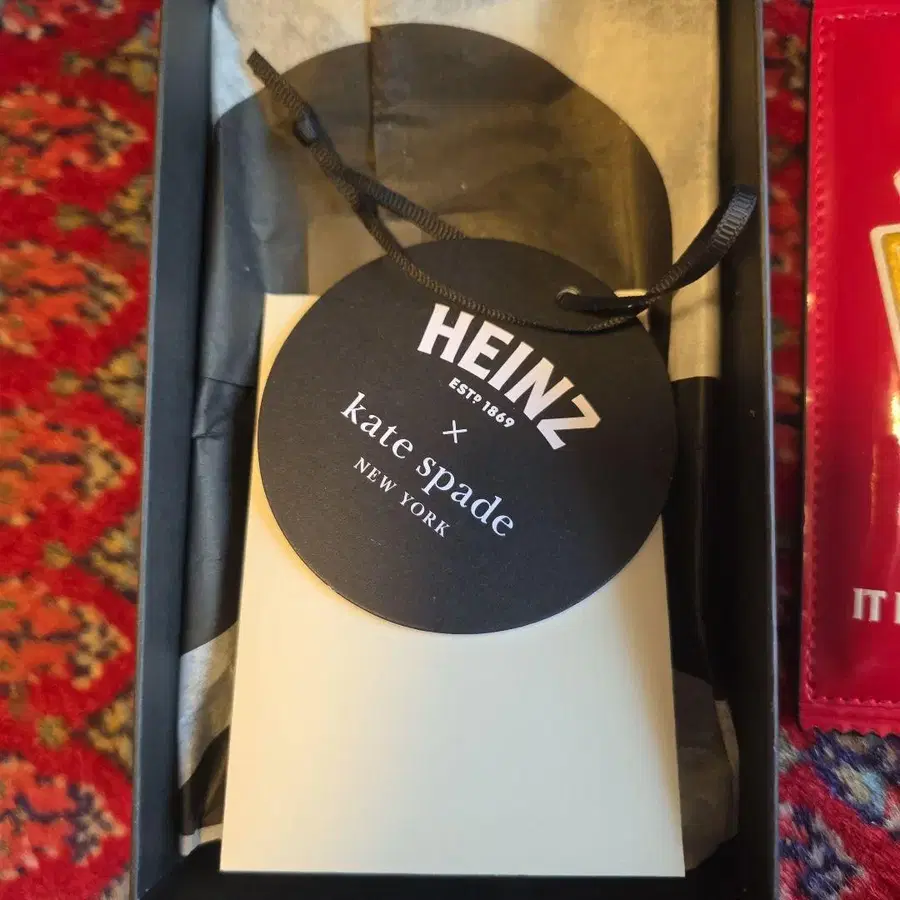 HEINZ
ESTD 1869
×
kate spade
NEW YORK
IT